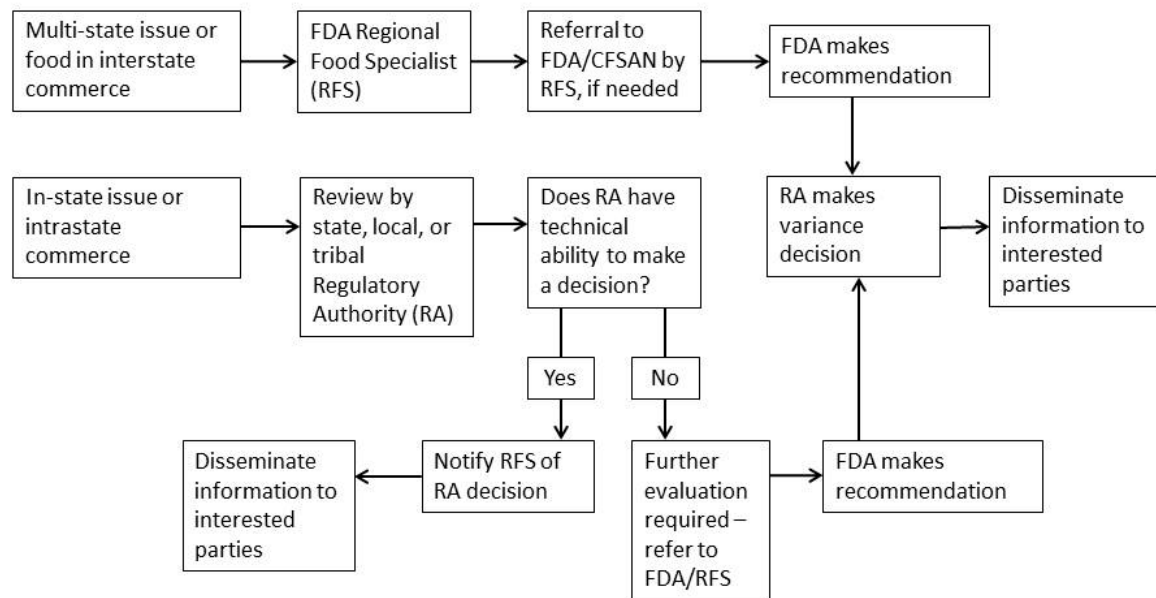 Multi-state issue or
food in interstate
commerce
FDA Regional
Food Specialist
(RFS)
Referral to
FDA/CFSAN by
RFS, if needed
FDA makes
recommendation
In-state issue or
intrastate
commerce
Review by
state, local, or
tribal
Regulatory
Authority (RA)
Does RA have
technical
ability to make
a decision?
RA makes
variance
decision
Disseminate
information to
interested
parties
Yes
No
Disseminate
information to
interested
parties
Notify RFS of
RA decision
Further
evaluation
required –
refer to
FDA/RFS
FDA makes
recommendation